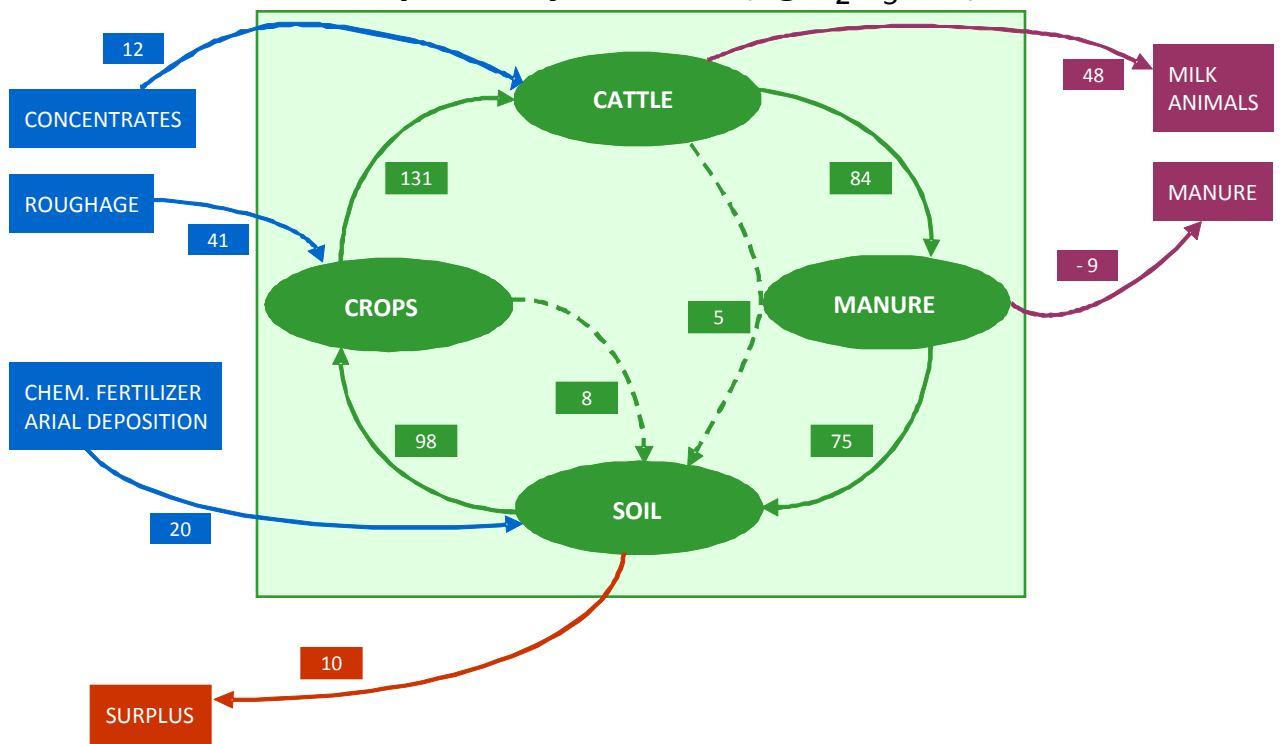 12
CONCENTRATES
CATTLE
48
MILK
ANIMALS
131
84
ROUGHAGE
41
MANURE
- 9
CROPS
5
MANURE
CHEM. FERTILIZER
ARIAL DEPOSITION
8
98
75
20
SOIL
10
SURPLUS